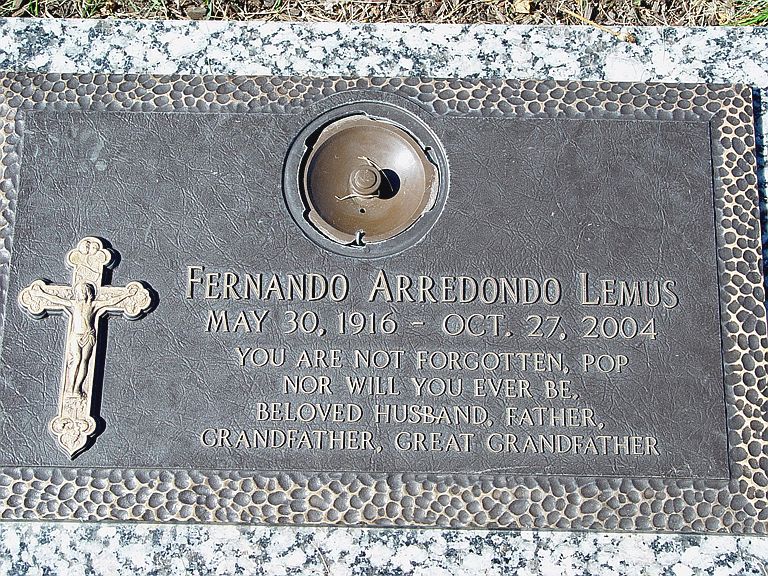 FERNANDO ARREDONDO LEMUS
MAY 30, 1916 - OCT. 27, 2004
YOU ARE NOT FORGOTTEN, POP
NOR WILL YOU EVER BE,
BELOVED HUSBAND, FATHER,
GRANDFATHER, GREAT GRANDFATHER